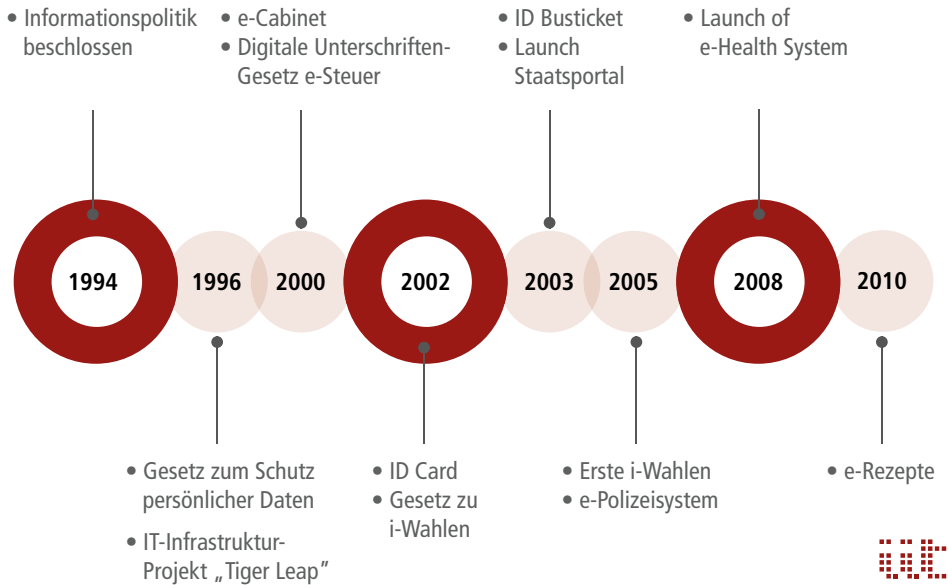 • Informationspolitik
beschlossen
• e-Cabinet
• Digitale Unterschriften-
Gesetz e-Steuer
• ID Busticket
• Launch
Staatsportal
• Launch of
e-Health System
1994
1996
2000
2002
2003
2005
2008
2010
• Gesetz zum Schutz
persönlicher Daten
• IT-Infrastruktur-
Projekt „Tiger Leap”
• ID Card
• Gesetz zu
i-Wahlen
• Erste i-Wahlen
• e-Polizeisystem
• e-Rezepte